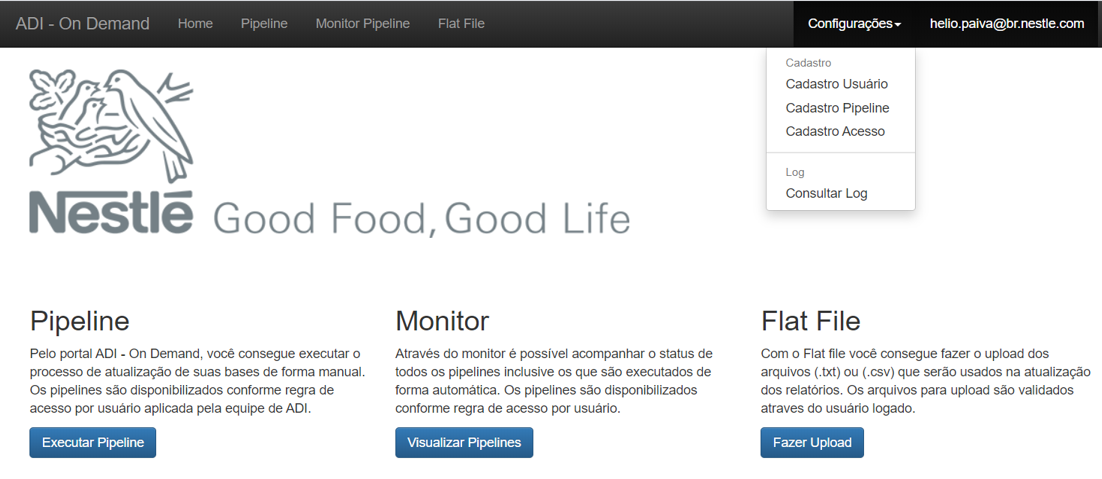 ADI - On Demand Home Pipeline Monitor Pipeline Flat File Configurações helio.paiva@br.nestle.com
Cadastro
Cadastro Usuário
Cadastro Pipeline
Cadastro Acesso
Log
Consultar Log
Nestlé Good Food, Good Life
Pipeline
Pelo portal ADI - On Demand, você consegue executar o
processo de atualização de suas bases de forma manual.
Os pipelines são disponibilizados conforme regra de
acesso por usuário aplicada pela equipe de ADI.
Executar Pipeline
Monitor
Através do monitor é possível acompanhar o status de
todos os pipelines inclusive os que são executados de
forma automática. Os pipelines são disponibilizados
conforme regra de acesso por usuário.
Visualizar Pipelines
Flat File
Com o Flat file você consegue fazer o upload dos
arquivos (.txt) ou (.csv) que serão usados na atualização
dos relatórios. Os arquivos para upload são validados
atraves do usuário logado.
Fazer Upload